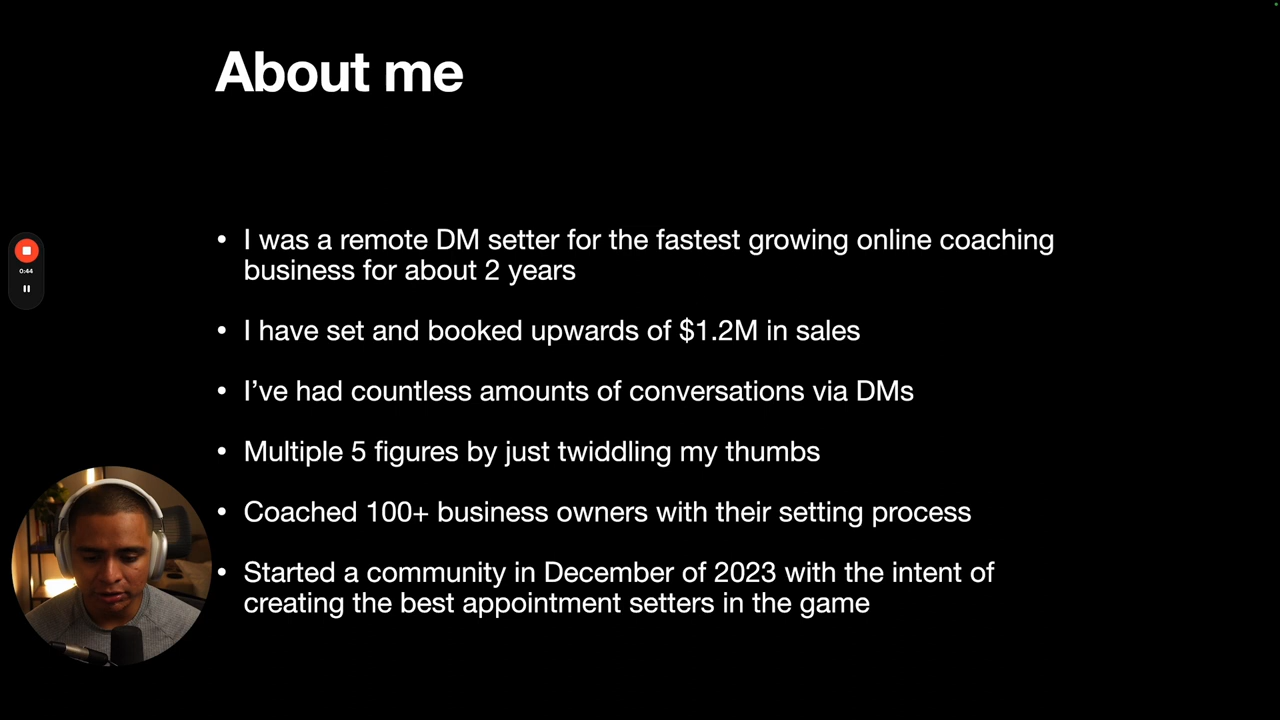 About me
• I was a remote DM setter for the fastest growing online coaching
business for about 2 years
• I have set and booked upwards of $1.2M in sales
• I’ve had countless amounts of conversations via DMs
• Multiple 5 figures by just twiddling my thumbs
0:44
• Coached 100+ business owners with their setting process
• Started a community in December of 2023 with the intent of
creating the best appointment setters in the game